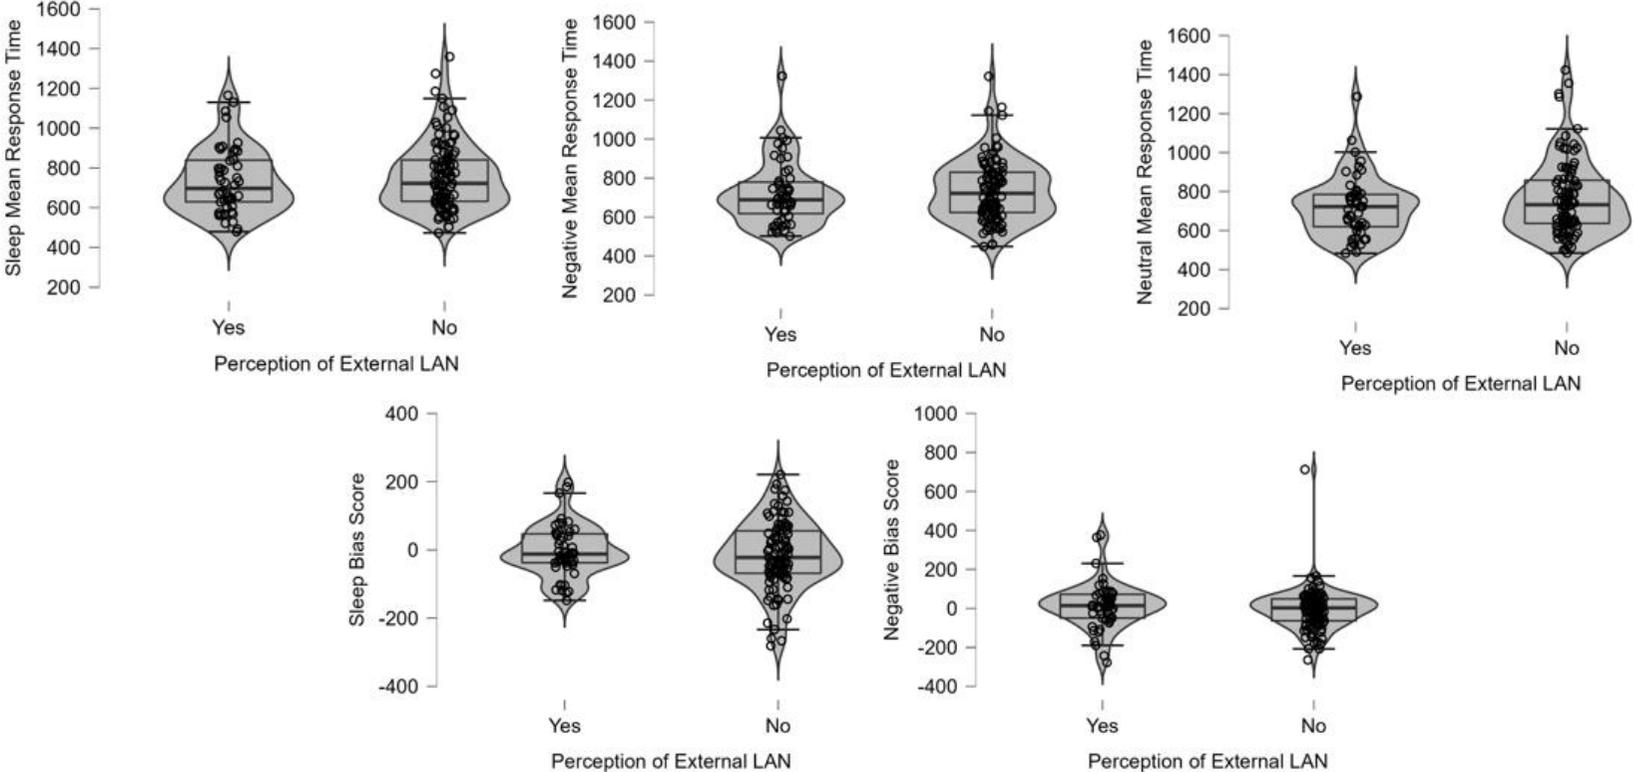 Sleep Mean Response Time
1600
1400
1200
1000
800
600
400
200
Yes
No
Perception of External LAN
Negative Mean Response Time
1600
1400
1200
1000
800
600
400
200
Yes
No
Perception of External LAN
Neutral Mean Response Time
1600
1400
1200
1000
800
600
400
200
Yes
No
Perception of External LAN
Sleep Bias Score
400
200
0
-200
-400
Yes
No
Perception of External LAN
Negative Bias Score
1000
800
600
400
200
0
-200
-400
Yes
No
Perception of External LAN